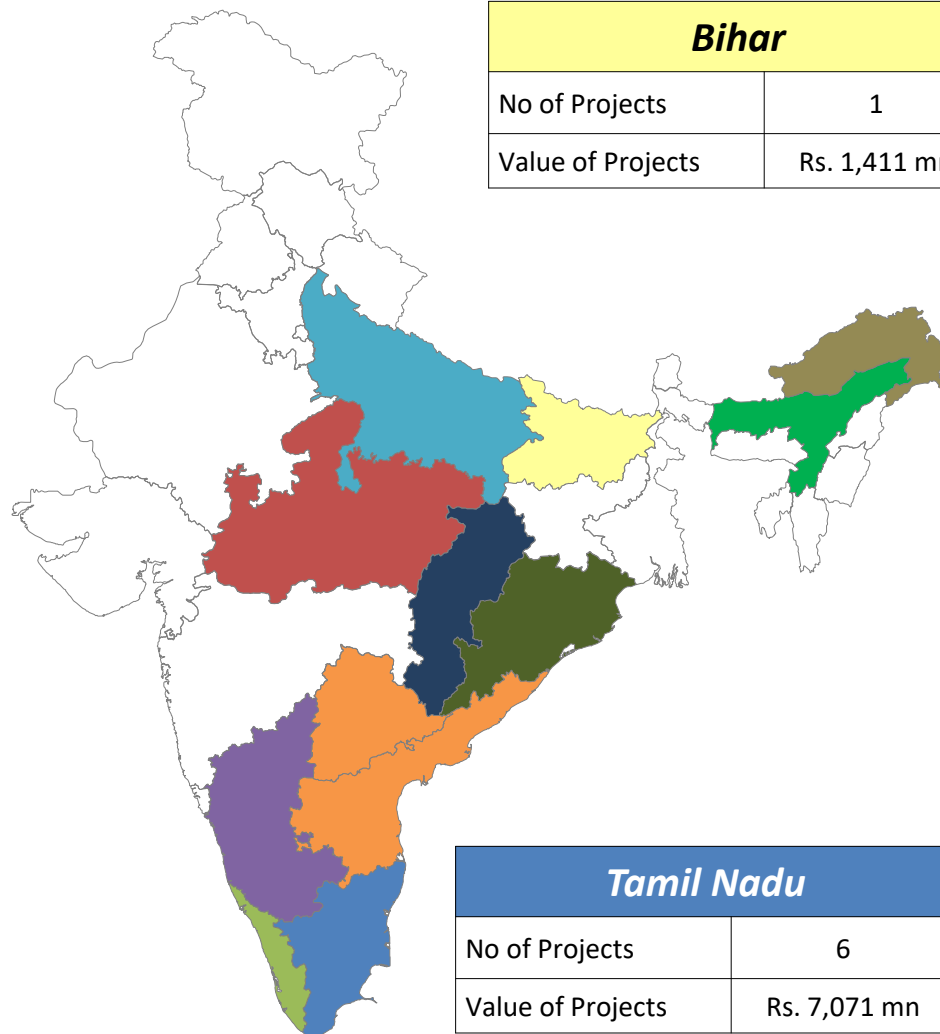 Bihar
No of Projects 1
Value of Projects Rs. 1,411 m
Tamil Nadu
No of Projects 6
Value of Projects Rs. 7,071 mn